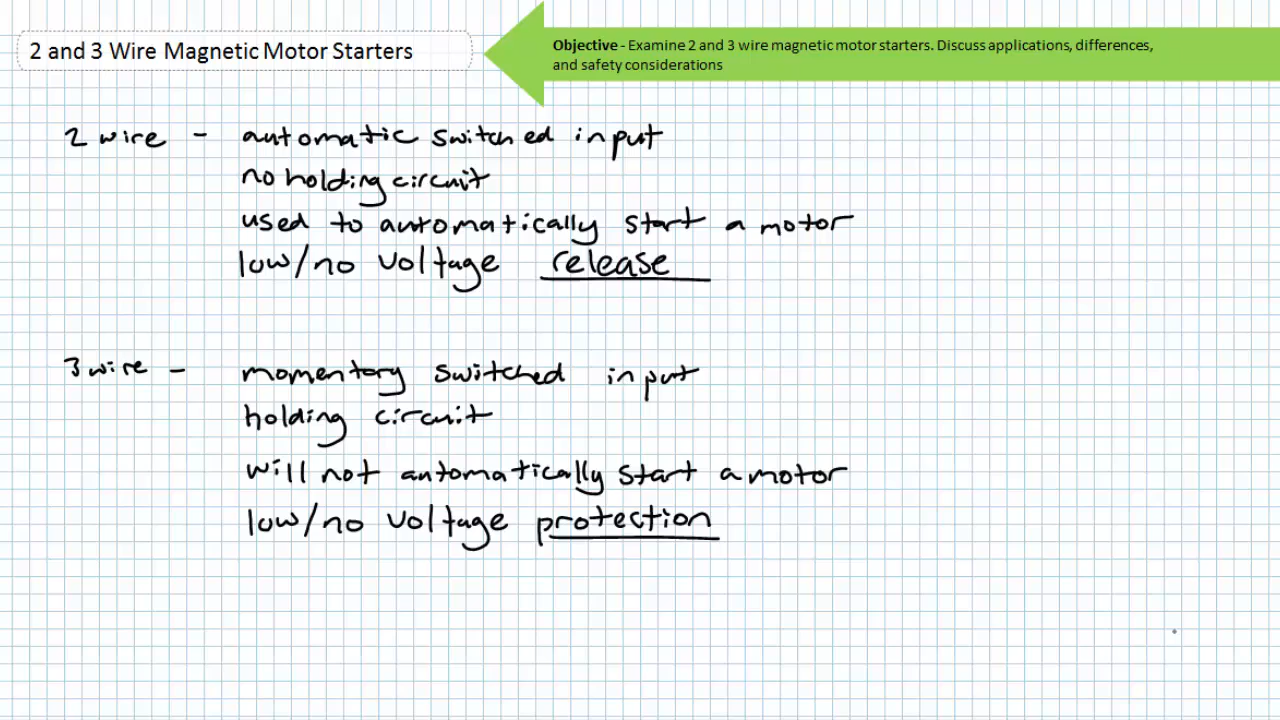 2 and 3 Wire Magnetic Motor Starters
Objective - Examine 2 and 3 wire magnetic motor starters. Discuss applications, differences,
and safety considerations
2 wire - automatic switched input
no holding circuit
used to automatically start a motor
low/no voltage release
3 wire - momentary switched input
holding circuit
will not automatically start a motor
low/no voltage protection